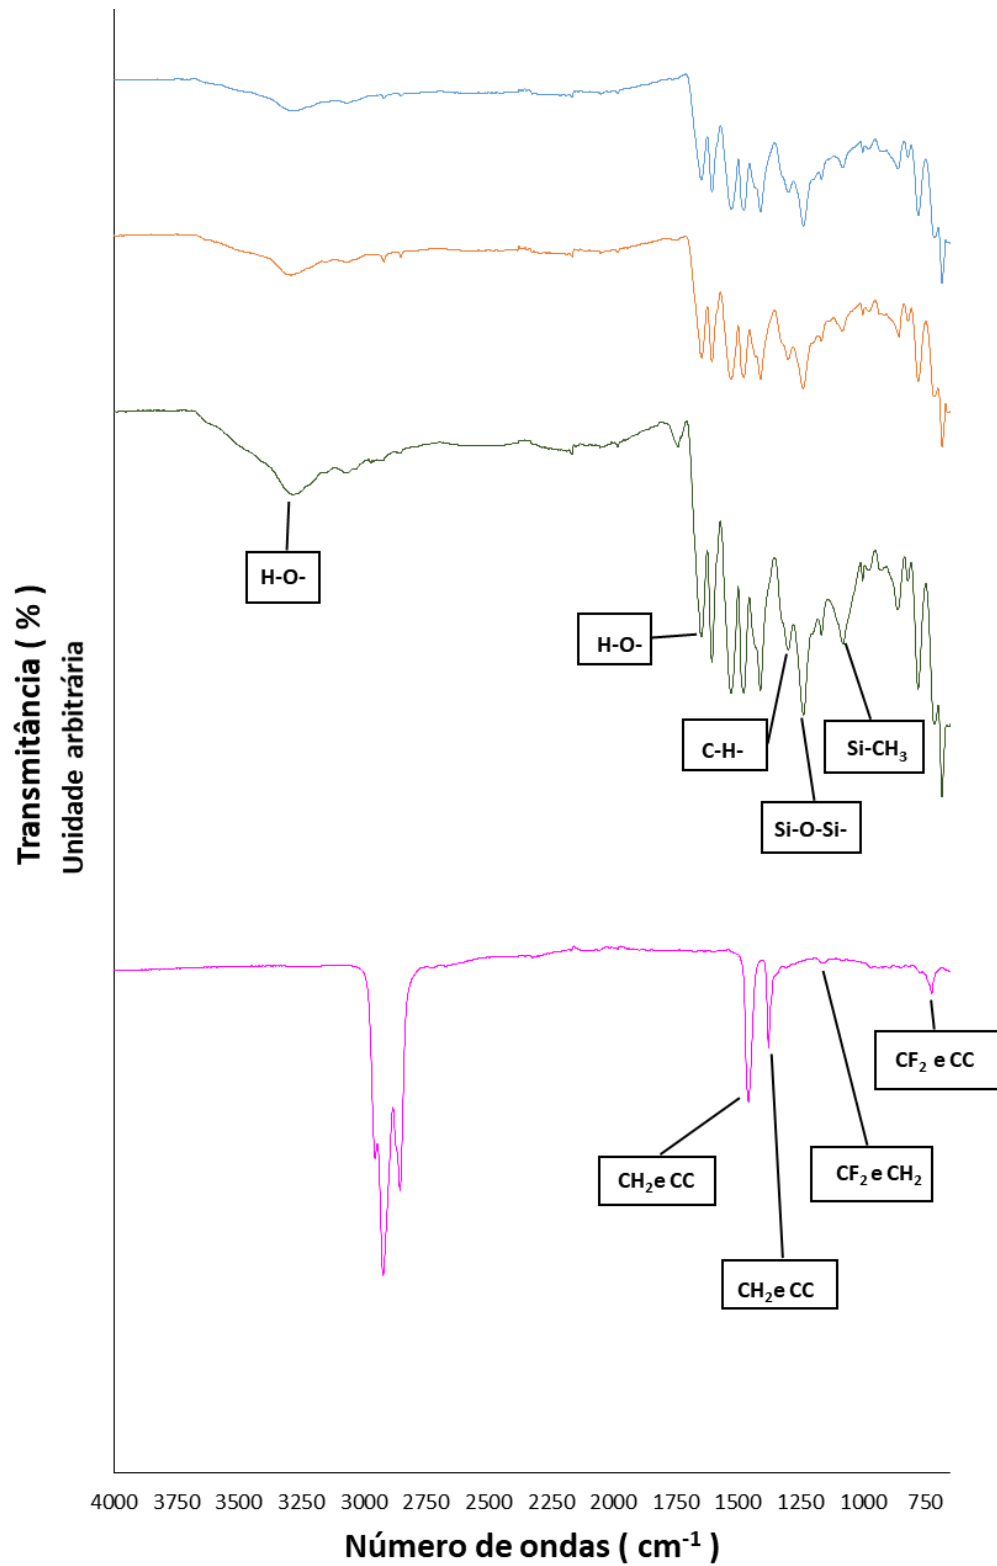 Transmitância ( % )
Unidade arbitrária
H-O-
H-O-
C-H-
Si-CH₃
Si-O-Si-
CF₂ e CC
CH₂e CC
CF₂ e CH₂
CH₂e CC
4000 3750 3500 3250 3000 2750 2500 2250 2000 1750 1500 1250 1000 750
Número de ondas ( cm⁻¹ )